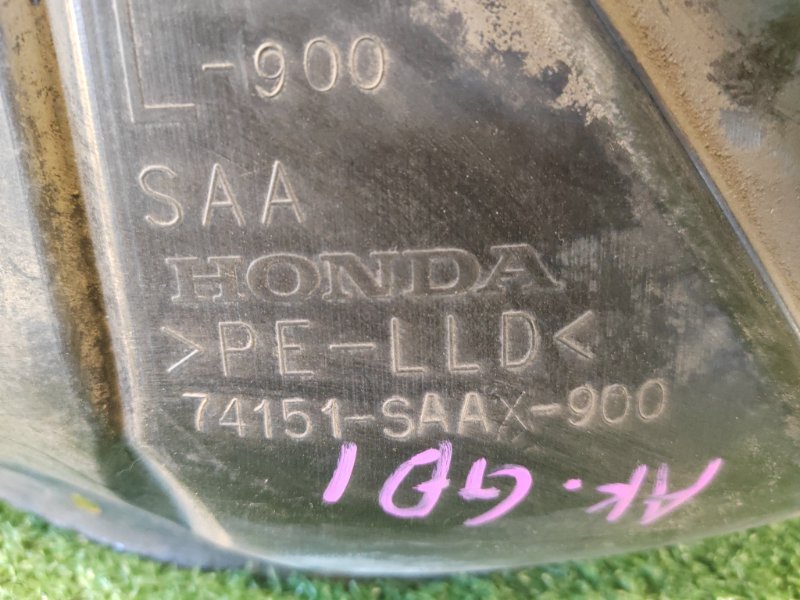 L-900
SAA
HONDA
>PE-LLD<
74151-SAAX-900
AK.GD1